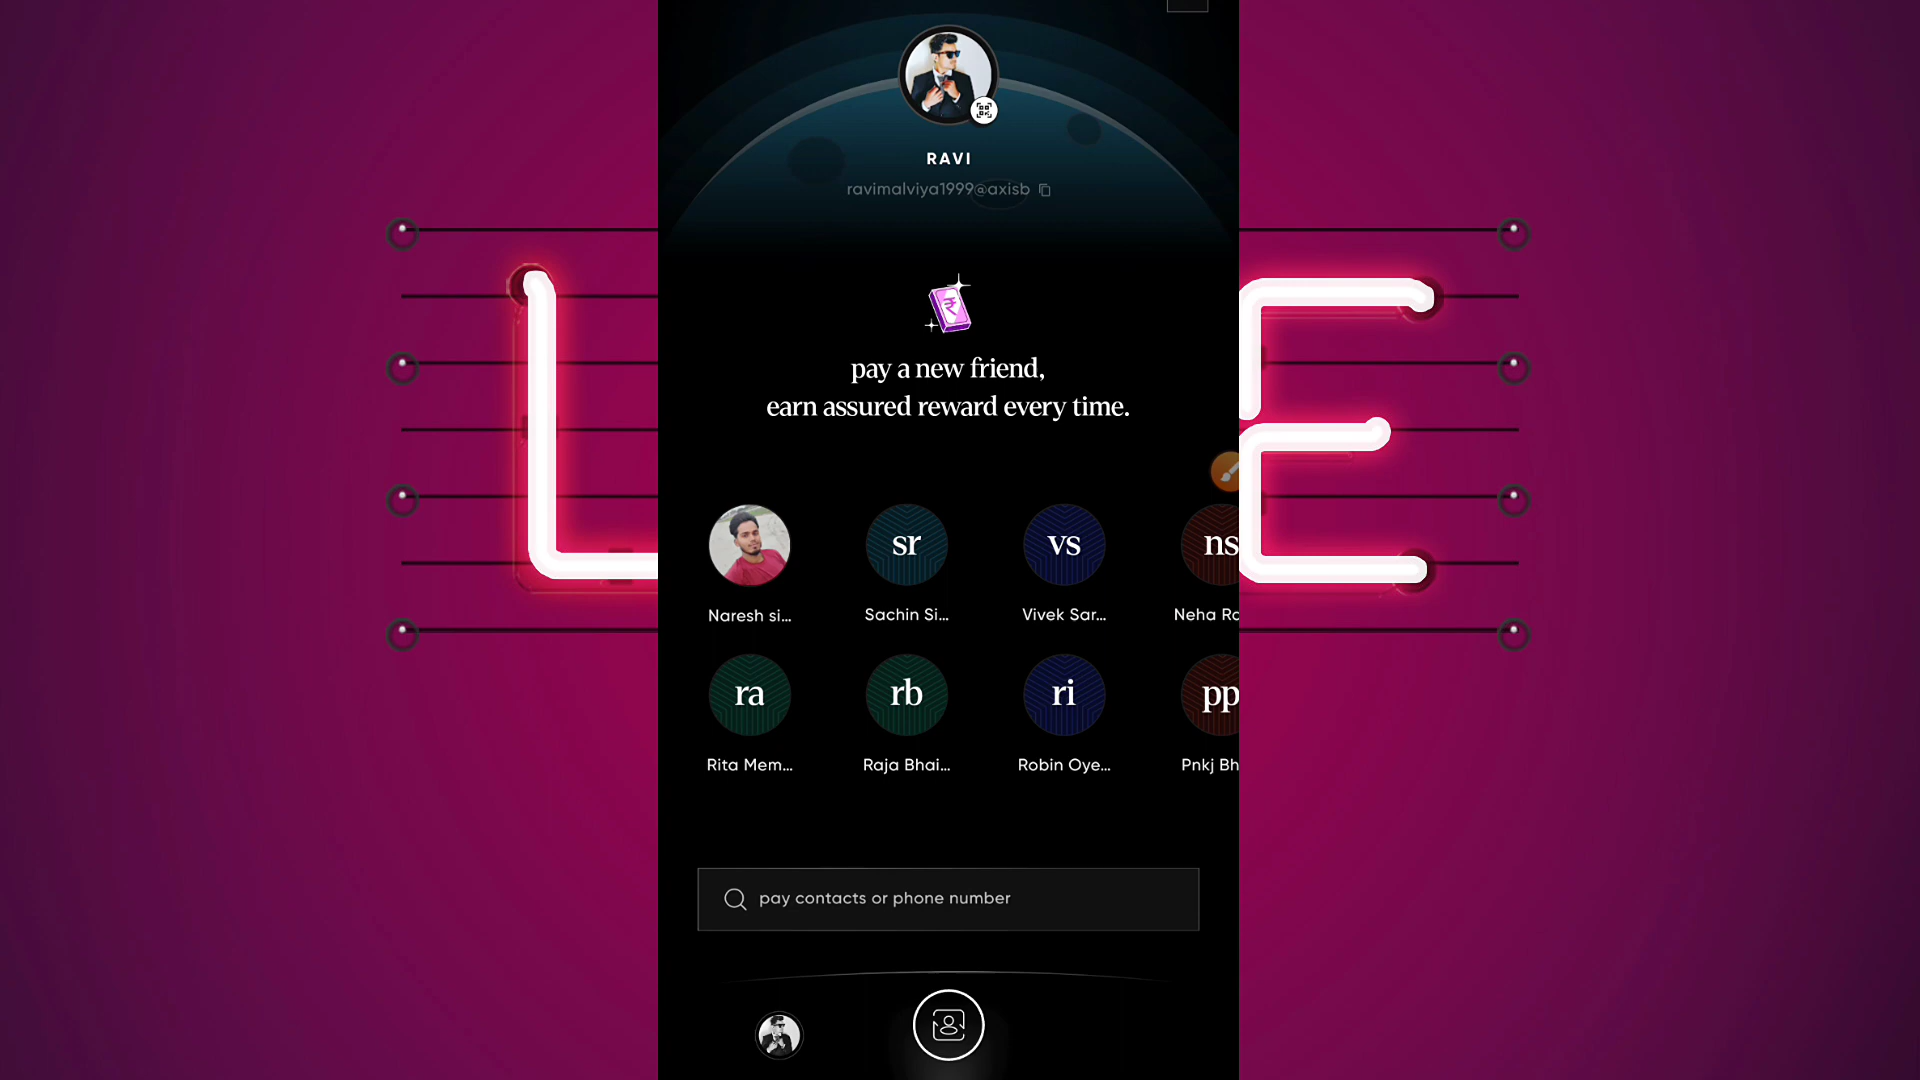 RAVI
ravimalviya1999@axisb
₹
pay a new friend,
earn assured reward every time.
sr
vs
ns
Naresh si...
Sachin Si...
Vivek Sar...
Neha
ra
rb
ri
pp
Rita Mem...
Raja Bhai...
Robin Oye...
Pnkj Bh
pay contacts or phone number
L
E